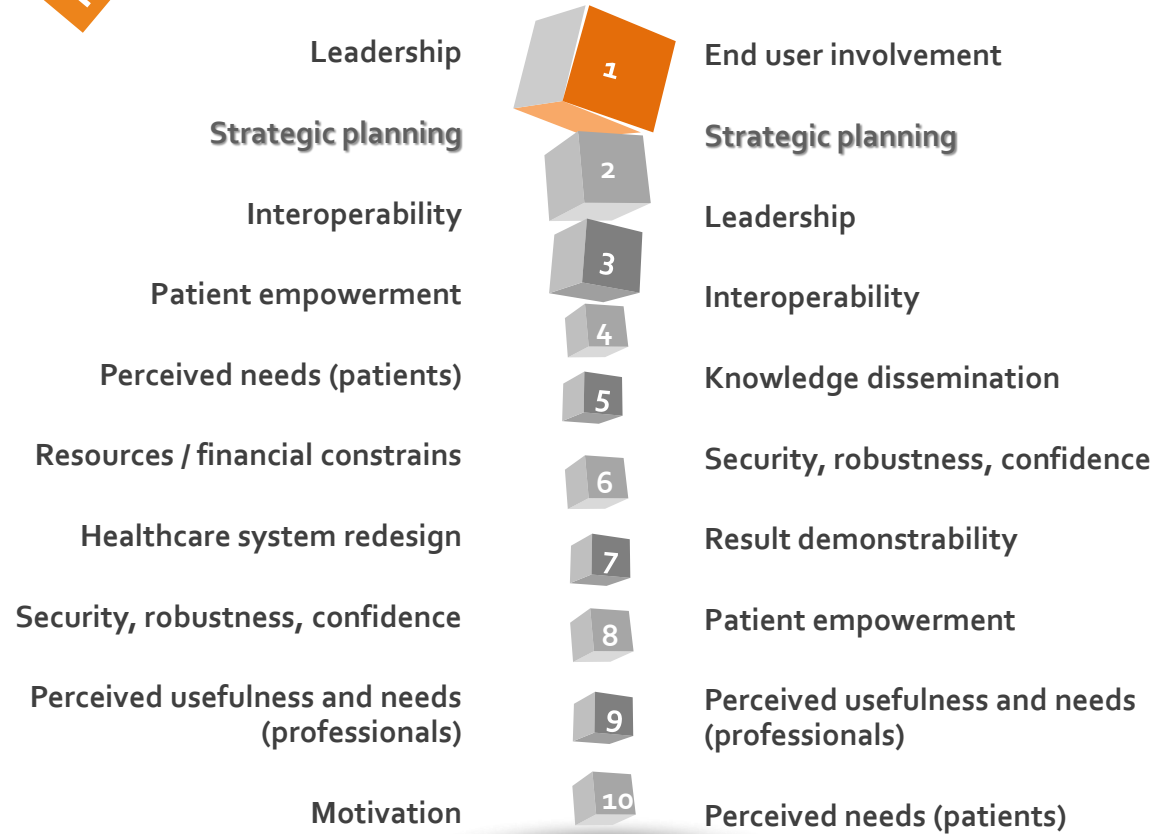 Leadership 1 End user involvement
Strategic planning 2 Strategic planning
Interoperability 3 Leadership
Patient empowerment 4 Interoperability
Perceived needs (patients) 5 Knowledge dissemination
Resources / financial constrains 6 Security, robustness, confidence
Healthcare system redesign 7 Result demonstrability
Security, robustness, confidence 8 Patient empowerment
Perceived usefulness and needs 9 Perceived usefulness and needs
(professionals) (professionals)
Motivation 10 Perceived needs (patients)